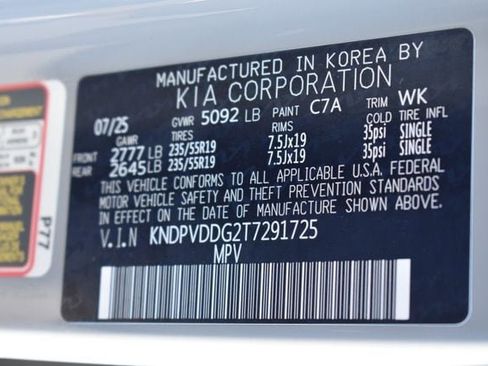 MANUFACTURED IN KOREA BY
KIA CORPORATION
07/25 GVWR 5092 LB PAINT C7A TRIM WK
TIRES RIMS COLD TIRE INFL
FRONT 2777 LB 235/55R19 7.5Jx19 35psi SINGLE
REAR 2645 LB 235/55R19 7.5Jx19 35psi SINGLE
THIS VEHICLE CONFORMS TO ALL APPLICABLE U.S.A. FEDERAL
MOTOR VEHICLE SAFETY AND THEFT PREVENTION STANDARDS
IN EFFECT ON THE DATE OF MANUFACTURE SHOWN ABOVE.
V.I.N KNDPVDDG2T7291725
MPV
P77